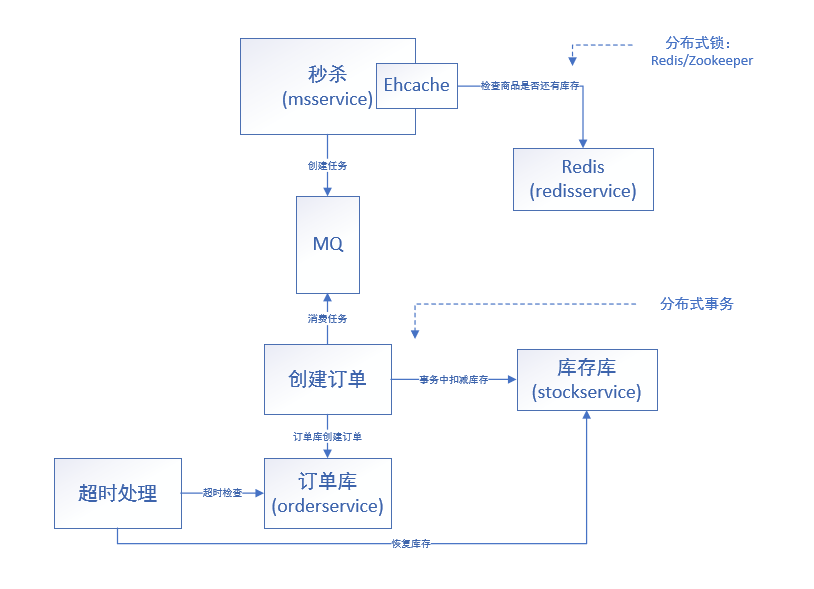 秒杀
(msservice)
Ehcache
检查商品是否还有库存
分布式锁：
Redis/Zookeeper
Redis
(redisservice)
创建任务
MQ
消费任务
分布式事务
创建订单
事务中扣减库存
库存库
(stockservice)
订单库创建订单
超时处理
超时检查
订单库
(orderservice)
恢复库存